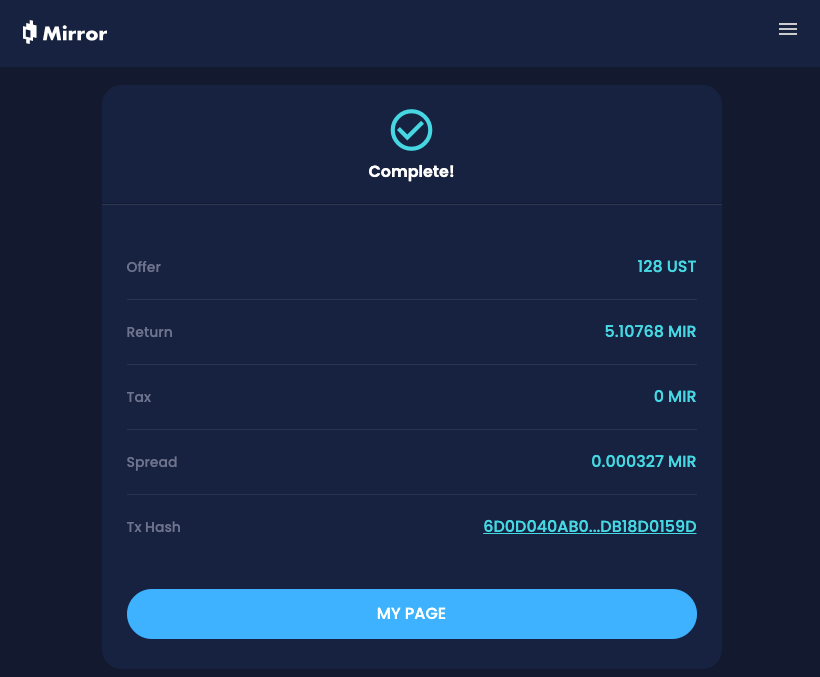 Mirror
Complete!
Offer 128 UST
Return 5.10768 MIR
Tax 0 MIR
Spread 0.000327 MIR
Tx Hash 6D0D040AB0...DB18D0159D
MY PAGE